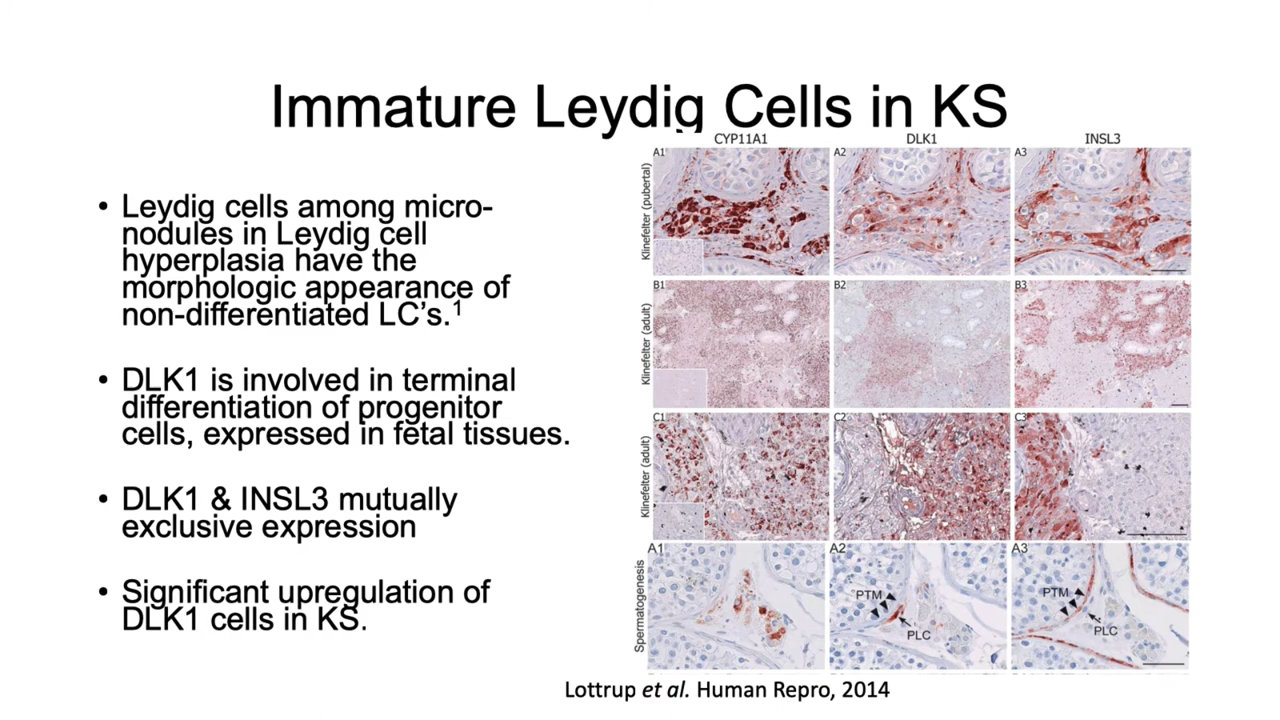 Immature Leydig Cells in KS
• Leydig cells among micro-
nodules in Leydig cell
hyperplasia have the
morphologic appearance of
non-differentiated LC’s.1
• DLK1 is involved in terminal
differentiation of progenitor
cells, expressed in fetal tissues.
• DLK1 & INSL3 mutually
exclusive expression
• Significant upregulation of
DLK1 cells in KS.
CYP11A1 DLK1 INSL3
Klinefelter (pubertal)
A1 A2 A3
Klinefelter (adult)
B1 B2 B3
Klinefelter (adult)
C1 C2 C3
Spermatogenesis
A1 A2 A3
PTM PTM
PLC PLC
Lottrup et al. Human Repro, 2014